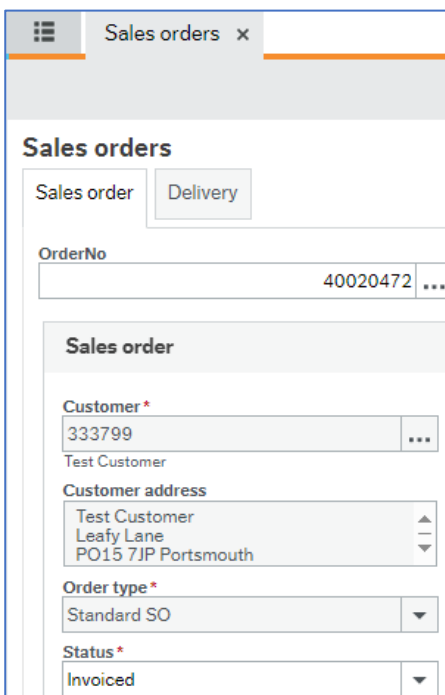 Sales orders ×
Sales orders
Sales order
Delivery
OrderNo
40020472 ...
Sales order
Customer*
333799 ...
Test Customer
Customer address
Test Customer
Leafy Lane
PO15 7JP Portsmouth
Order type*
Standard SO
Status*
Invoiced